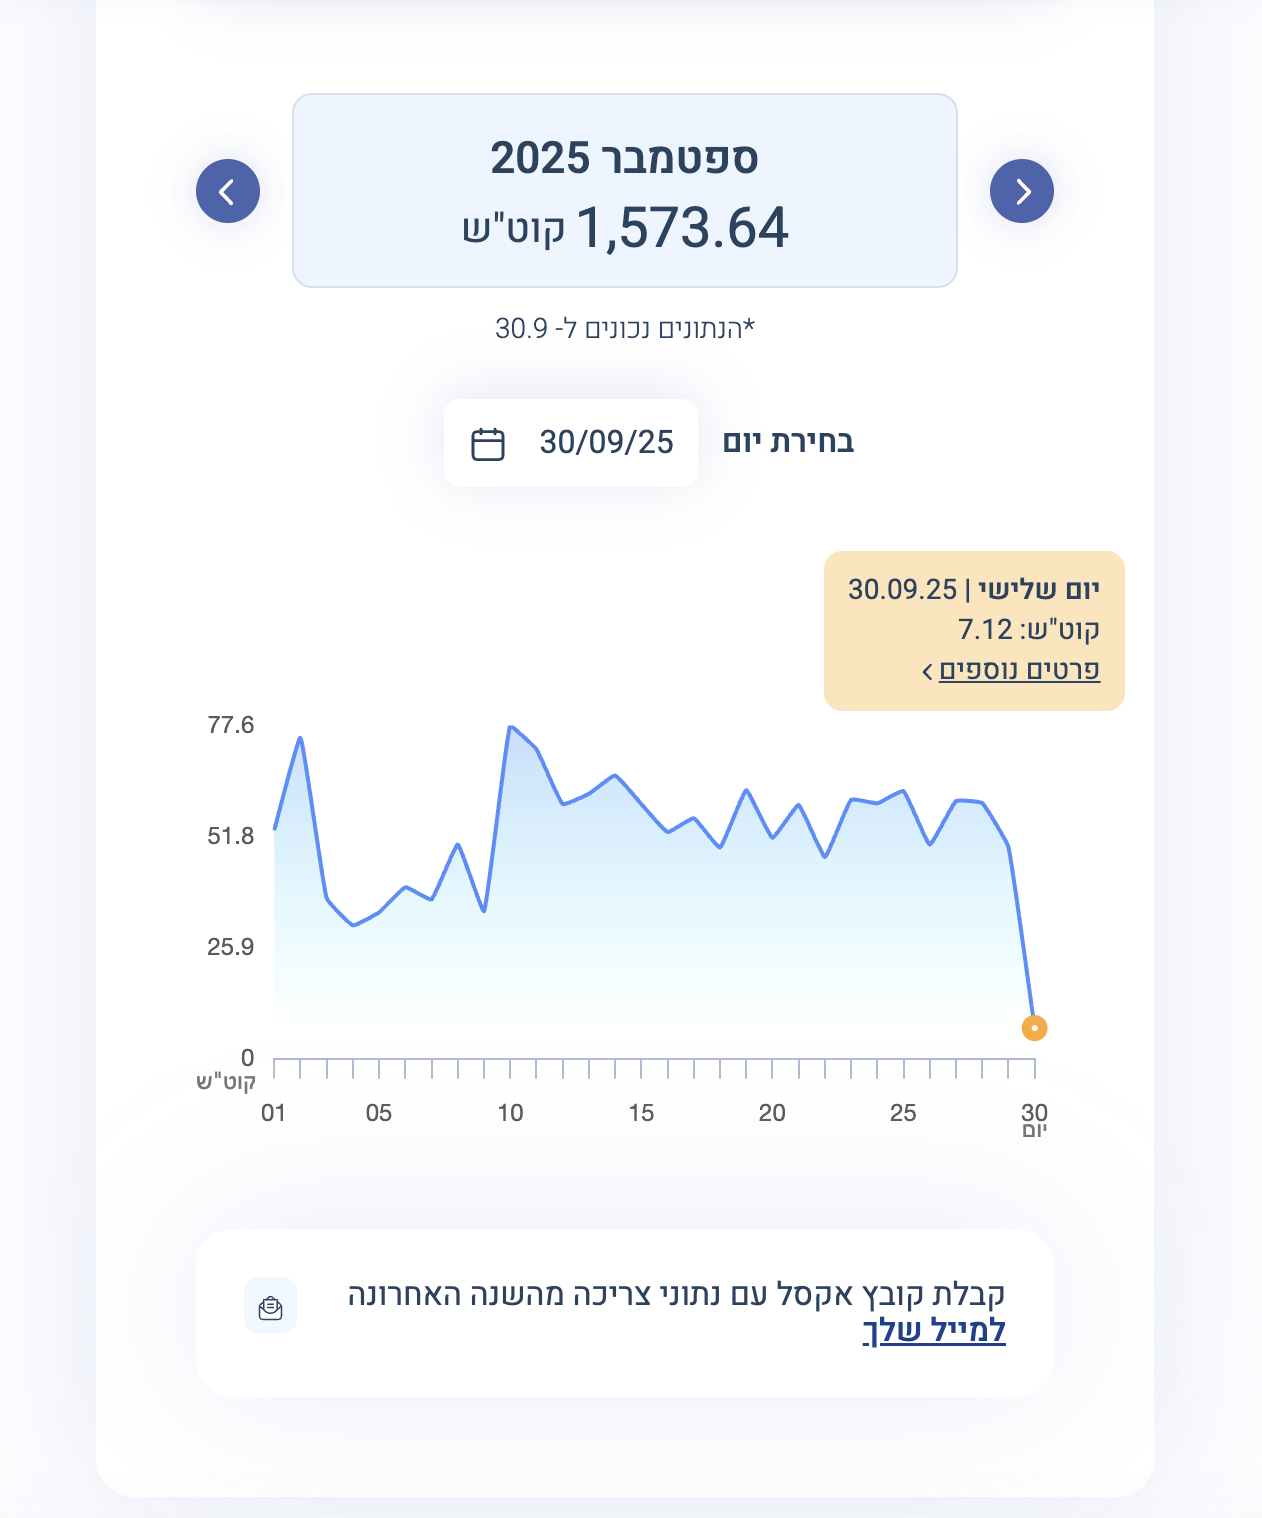 ספטמבר 2025
1,573.64 קוט"ש
*הנתונים נכונים ל- 30.9
בחירת יום 30/09/25
יום שלישי | 30.09.25
קוט"ש: 7.12
פרטים נוספים
77.6
51.8
25.9
0
קוט"ש
01 05 10 15 20 25 30
יום
קבלת קובץ אקסל עם נתוני צריכה מהשנה האחרונה
למייל שלך